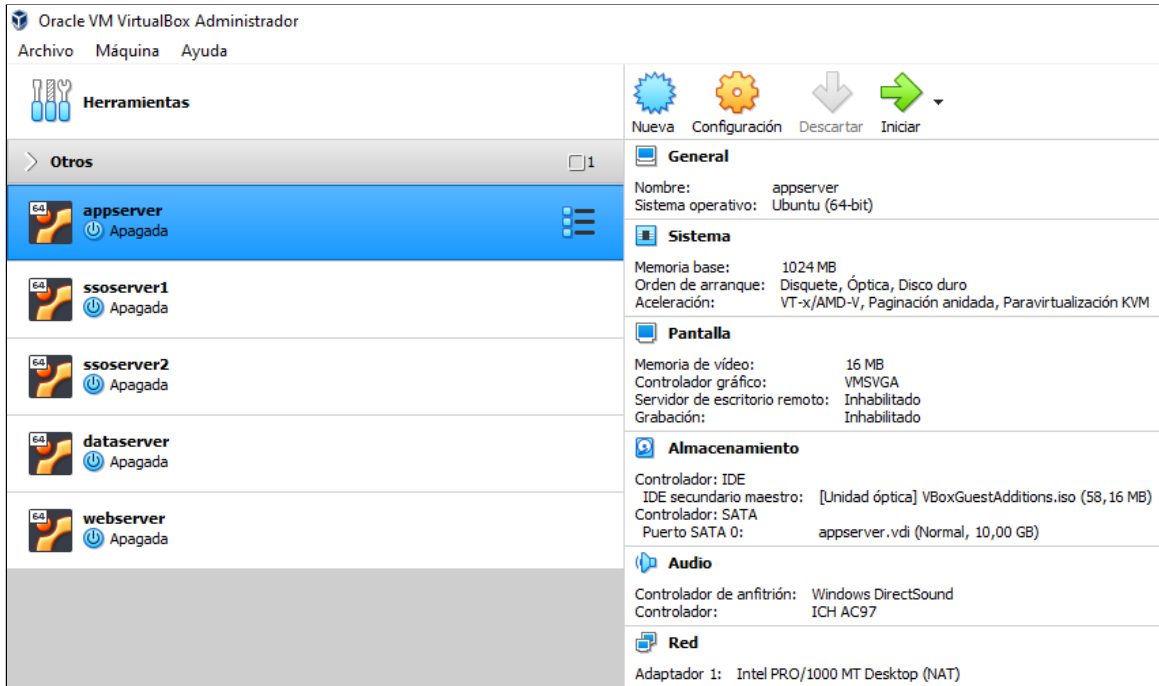 Oracle VM VirtualBox Administrador
Archivo Máquina Ayuda
Herramientas
Otros 1
64 appserver
Apagada
64 ssoserver1
Apagada
64 ssoserver2
Apagada
64 dataserver
Apagada
64 webserver
Apagada
Nueva Configuración Descartar Iniciar
General
Nombre: appserver
Sistema operativo: Ubuntu (64-bit)
Sistema
Memoria base: 1024 MB
Orden de arranque: Disquete, Óptica, Disco duro
Aceleración: VT-x/AMD-V, Paginación anidada, Paravirtualización KVM
Pantalla
Memoria de vídeo: 16 MB
Controlador gráfico: VMSVGA
Servidor de escritorio remoto: Inhabilitado
Grabación: Inhabilitado
Almacenamiento
Controlador: IDE
IDE secundario maestro: [Unidad óptica] VBoxGuestAdditions.iso (58,16 MB)
Controlador: SATA
Puerto SATA 0: appserver.vdi (Normal, 10,00 GB)
Audio
Controlador de anfitrión: Windows DirectSound
Controlador: ICH AC97
Red
Adaptador 1: Intel PRO/1000 MT Desktop (NAT)